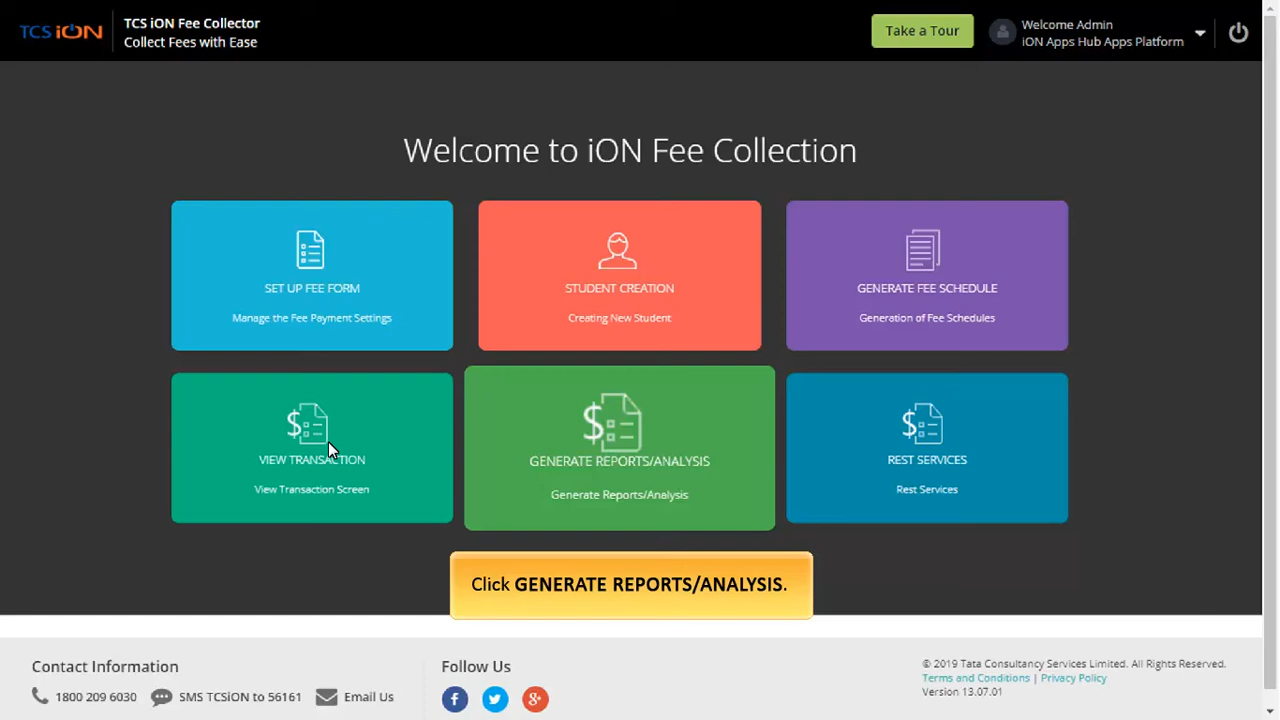 TCS iON
TCS iON Fee Collector
Collect Fees with Ease
Take a Tour
Welcome Admin
iON Apps Hub Apps Platform
Welcome to iON Fee Collection
SET UP FEE FORM
Manage the Fee Payment Settings
STUDENT CREATION
Creating New Student
GENERATE FEE SCHEDULE
Generation of Fee Schedules
VIEW TRANSACTION
View Transaction Screen
GENERATE REPORTS/ANALYSIS
Generate Reports/Analysis
REST SERVICES
Rest Services
Click GENERATE REPORTS/ANALYSIS.
Contact Information
1800 209 6030
SMS TCSiON to 56161
Email Us
Follow Us
© 2019 Tata Consultancy Services Limited. All Rights Reserved.
Terms and Conditions | Privacy Policy
Version 13.07.01